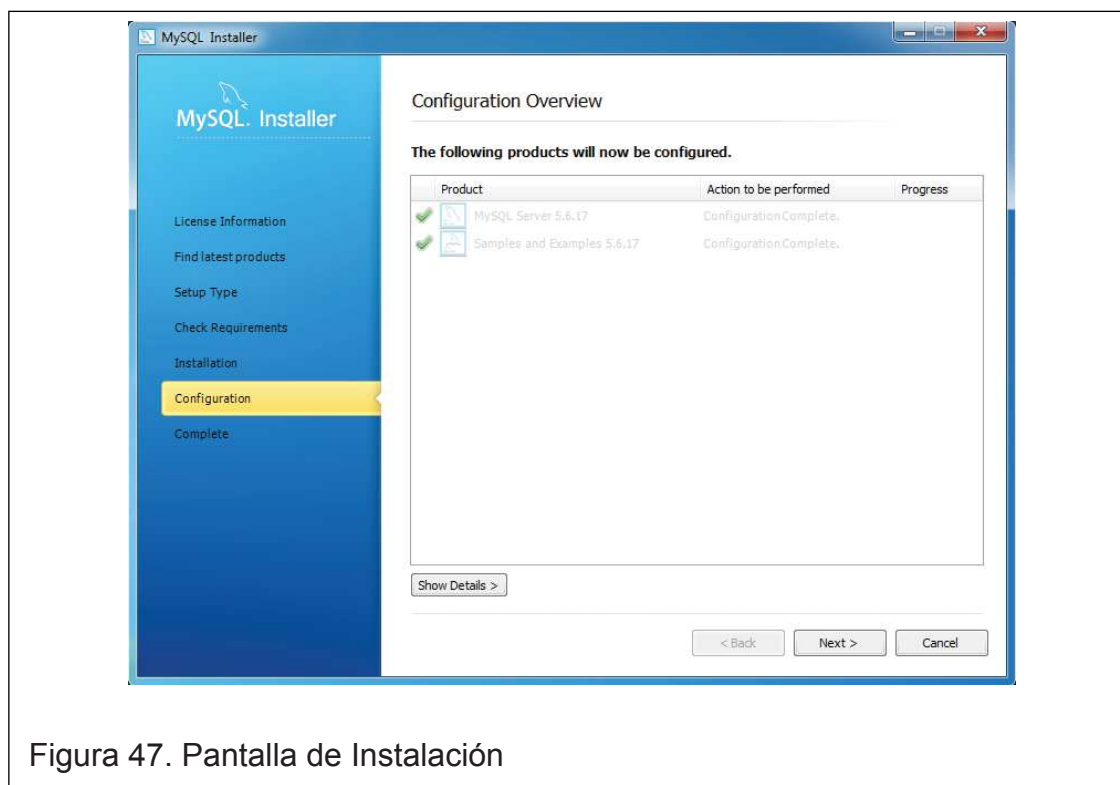 MySQL Installer
MySQL. Installer
License Information
Find latest products
Setup Type
Check Requirements
Installation
Configuration
Complete
Configuration Overview
The following products will now be configured.
Product Action to be performed Progress
MySQL Server 5.6.17 Configuration Complete.
Samples and Examples 5.6.17 Configuration Complete.
Show Details >
< Back Next > Cancel
Figura 47. Pantalla de Instalación